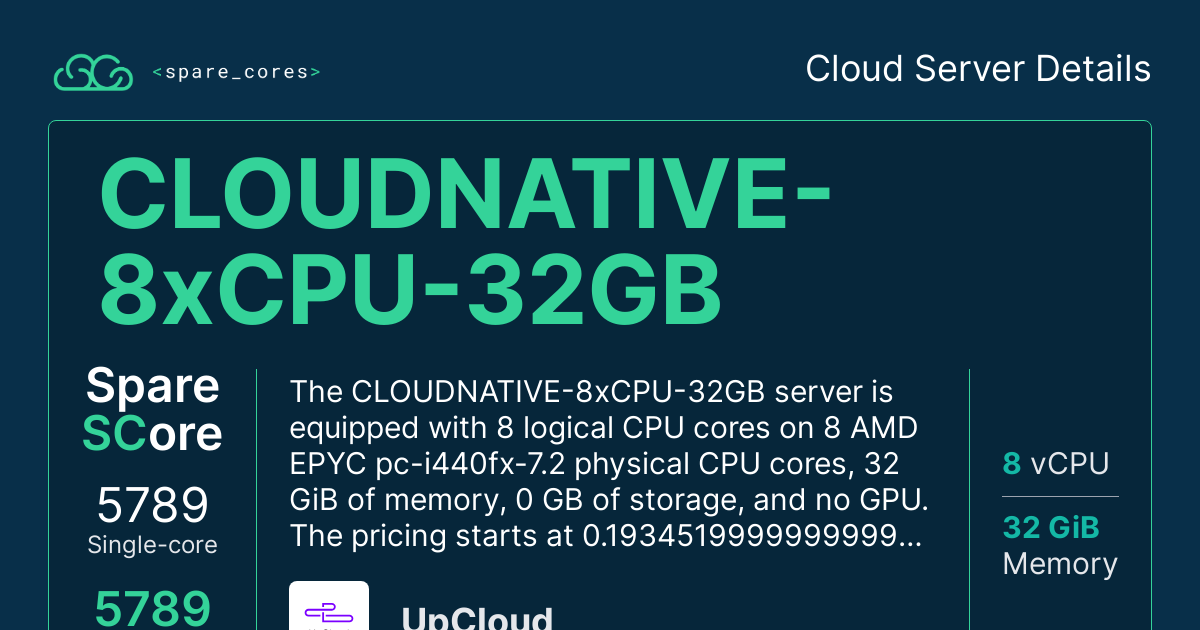 <spare_cores>
Cloud Server Details
CLOUDNATIVE-
8xCPU-32GB
Spare
SCore
5789
Single-core
5789
The CLOUDNATIVE-8xCPU-32GB server is
equipped with 8 logical CPU cores on 8 AMD
EPYC pc-i440fx-7.2 physical CPU cores, 32
GiB of memory, 0 GB of storage, and no GPU.
The pricing starts at 0.1934519999999999...
UpCloud
8 vCPU
32 GiB
Memory